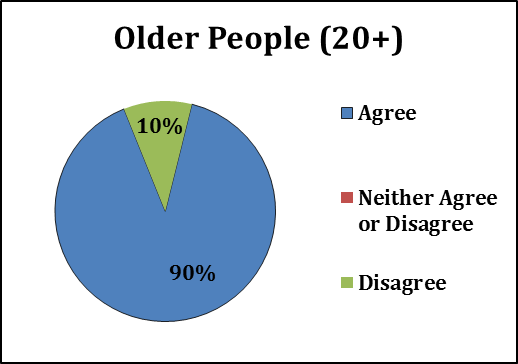 Older People (20+)
10%
90%
Agree
Neither Agree
or Disagree
Disagree